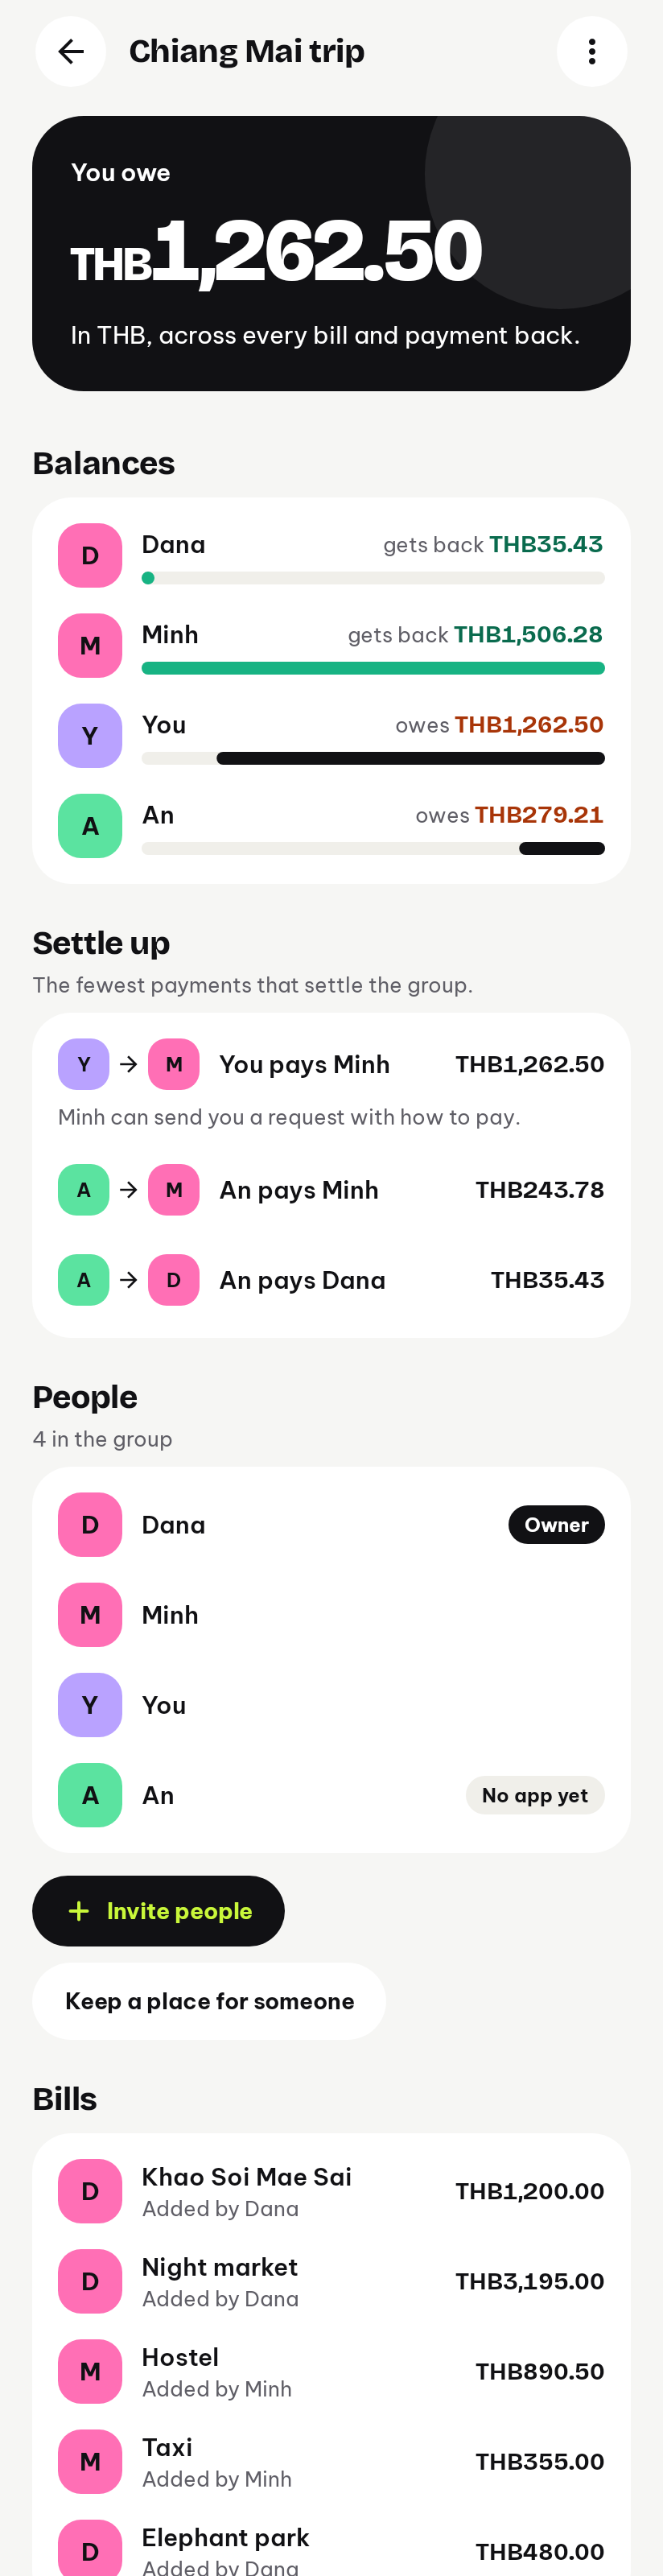 Chiang Mai trip
You owe
THB1,262.50
In THB, across every bill and payment back.
Balances
D
Dana
gets back THB35.43
M
Minh
gets back THB1,506.28
Y
You
owes THB1,262.50
A
An
owes THB279.21
Settle up
The fewest payments that settle the group.
Y → M You pays Minh THB1,262.50
Minh can send you a request with how to pay.
A → M An pays Minh THB243.78
A → D An pays Dana THB35.43
People
4 in the group
D Dana Owner
M Minh
Y You
A An No app yet
+ Invite people
Keep a place for someone
Bills
D
Khao Soi Mae Sai
Added by Dana
THB1,200.00
D
Night market
Added by Dana
THB3,195.00
M
Hostel
Added by Minh
THB890.50
M
Taxi
Added by Minh
THB355.00
D
Elephant park
Added by Dana
THB480.00